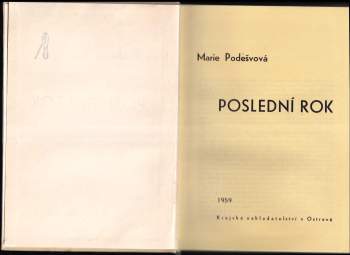 Marie Podešvová
POSLEDNÍ ROK
1959
Krajské nakladatelství v Ostravě